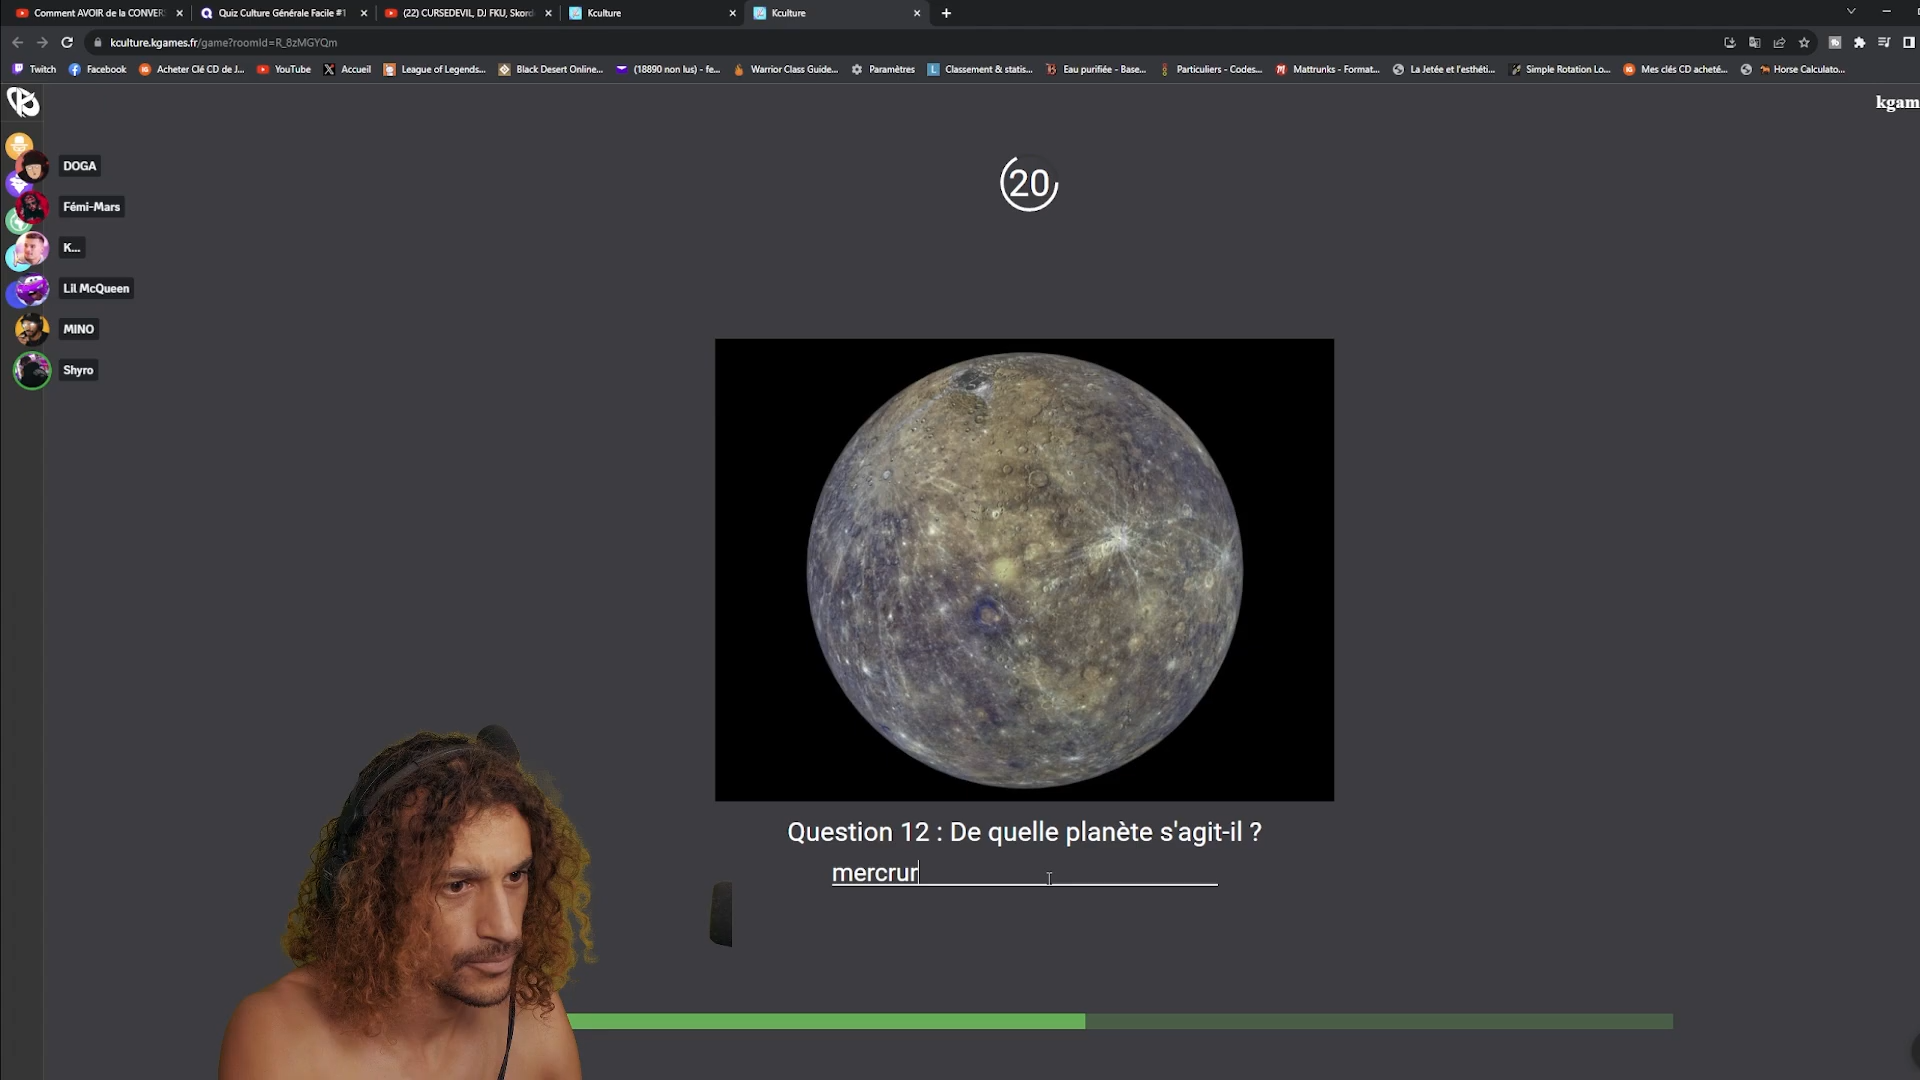 Comment AVOIR de la CONVER
Quiz Culture Générale Facile #1
(22) CURSEDEVIL, DJ FKU, Skord
Kculture
Kculture
kculture.kgames.fr/game?roomId=R_8zMGYQm
Twitch
Facebook
Acheter Clé CD de J...
YouTube
Accueil
League of Legends...
Black Desert Online...
(18890 non lus) - fe...
Warrior Class Guide...
Paramètres
Classement & statis...
Eau purifiée - Base...
Particuliers - Codes...
Mattrunks - Format...
La Jetée et l'esthéti...
Simple Rotation Lo...
Mes clés CD acheté...
Horse Calculato...
kgam
DOGA
Fémi-Mars
K...
Lil McQueen
MINO
Shyro
20
Question 12 : De quelle planète s'agit-il ?
mercrur